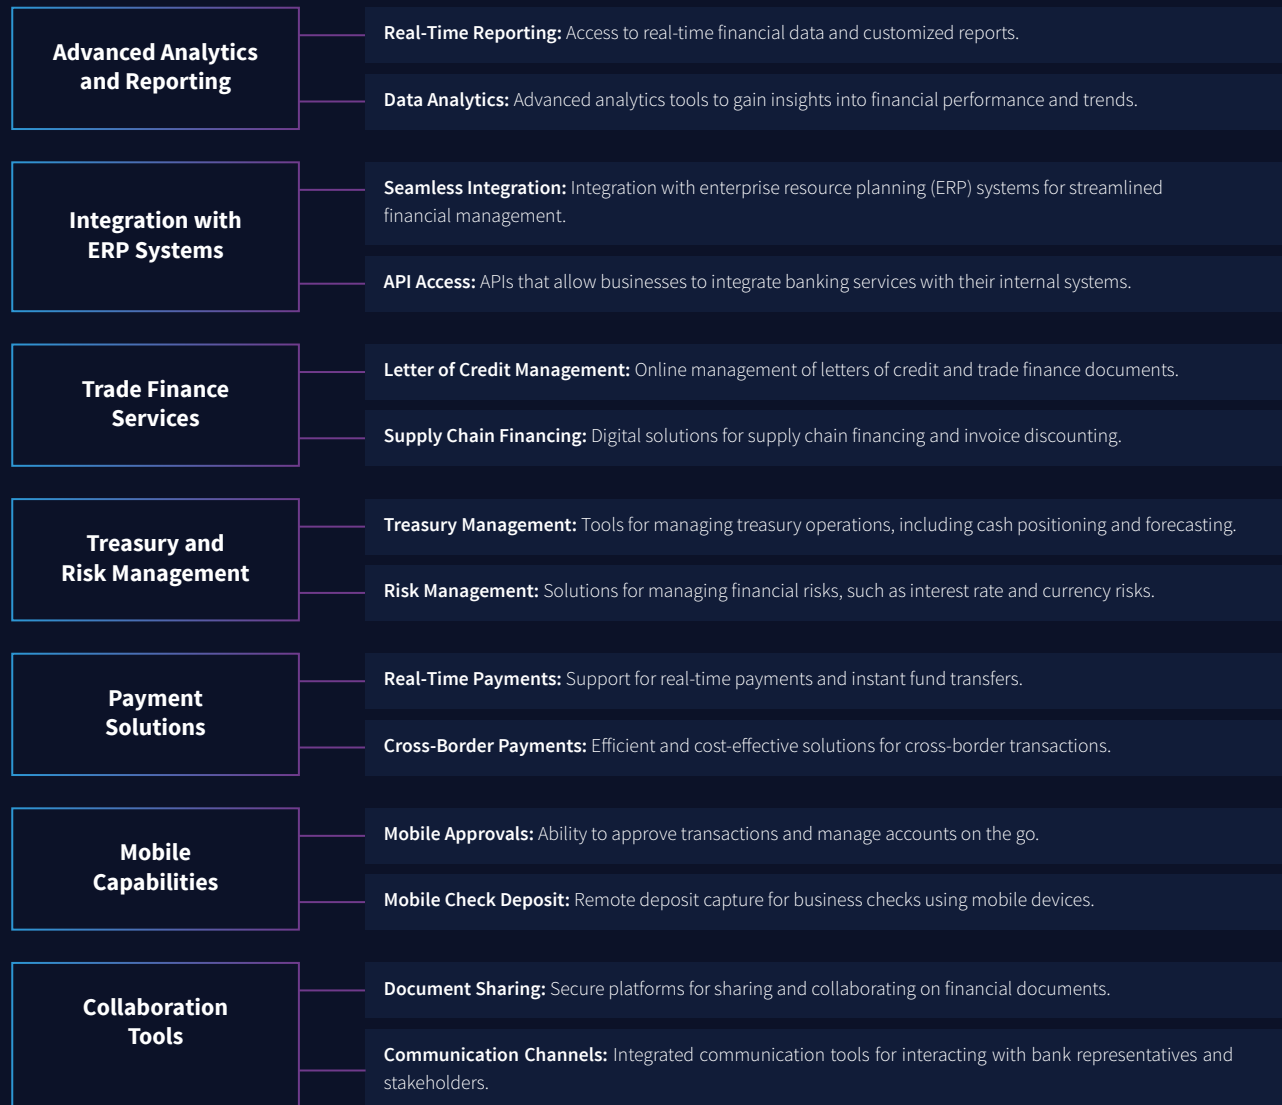 Advanced Analytics
and Reporting
Real-Time Reporting: Access to real-time financial data and customized reports.
Data Analytics: Advanced analytics tools to gain insights into financial performance and trends.
Integration with
ERP Systems
Seamless Integration: Integration with enterprise resource planning (ERP) systems for streamlined
financial management.
API Access: APIs that allow businesses to integrate banking services with their internal systems.
Trade Finance
Services
Letter of Credit Management: Online management of letters of credit and trade finance documents.
Supply Chain Financing: Digital solutions for supply chain financing and invoice discounting.
Treasury and
Risk Management
Treasury Management: Tools for managing treasury operations, including cash positioning and forecasting.
Risk Management: Solutions for managing financial risks, such as interest rate and currency risks.
Payment
Solutions
Real-Time Payments: Support for real-time payments and instant fund transfers.
Cross-Border Payments: Efficient and cost-effective solutions for cross-border transactions.
Mobile
Capabilities
Mobile Approvals: Ability to approve transactions and manage accounts on the go.
Mobile Check Deposit: Remote deposit capture for business checks using mobile devices.
Collaboration
Tools
Document Sharing: Secure platforms for sharing and collaborating on financial documents.
Communication Channels: Integrated communication tools for interacting with bank representatives and
stakeholders.